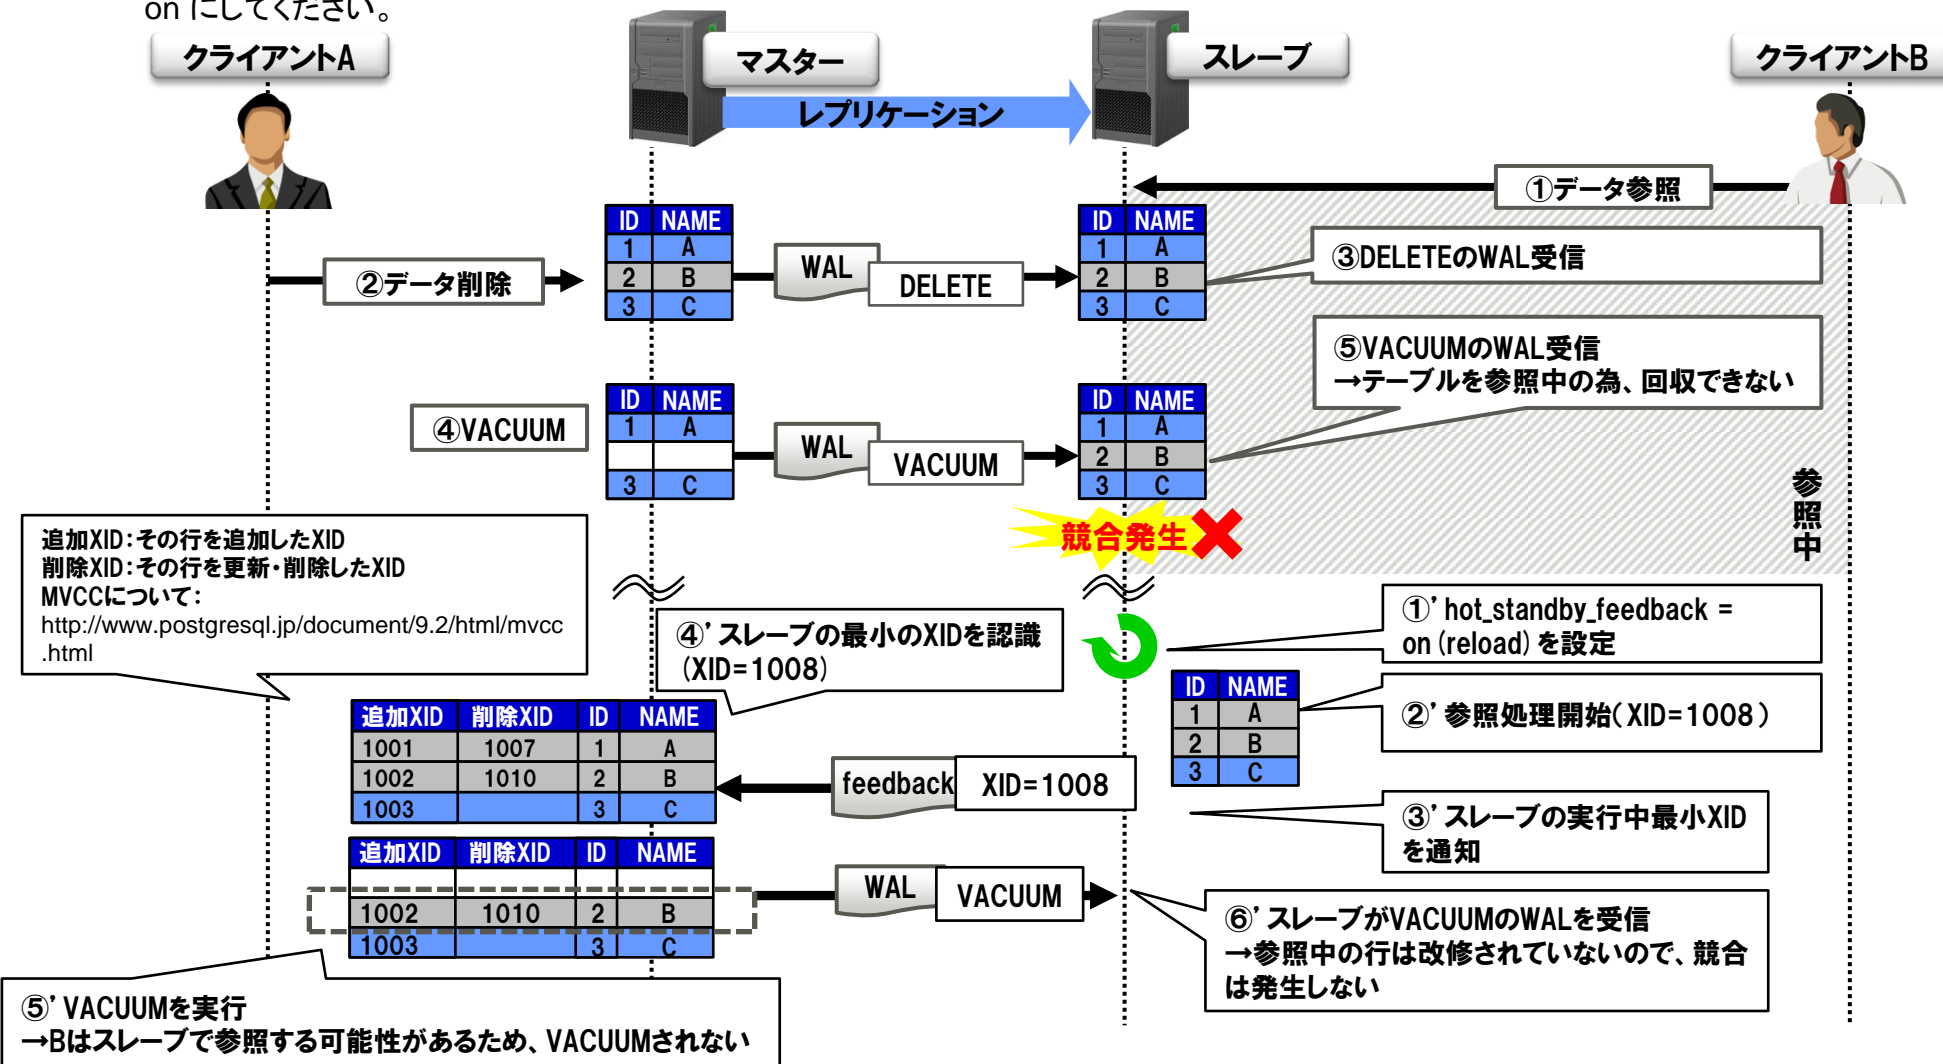 on にしてください。
クライアントA
マスター
スレーブ
クライアントB
レプリケーション
①データ参照
ID NAME
1 A
2 B
3 C
ID NAME
1 A
2 B
3 C
②データ削除
WAL
DELETE
③DELETEのWAL受信
⑤VACUUMのWAL受信
→テーブルを参照中の為、回収できない
④VACUUM
ID NAME
1 A
3 C
WAL
VACUUM
ID NAME
1 A
2 B
3 C
参照中
競合発生
追加XID：その行を追加したXID
削除XID：その行を更新・削除したXID
MVCCについて：
http://www.postgresql.jp/document/9.2/html/mvcc
.html
④’スレーブの最小のXIDを認識
(XID=1008)
①’hot_standby_feedback =
on(reload)を設定
ID NAME
1 A
2 B
3 C
②’参照処理開始(XID=1008)
追加XID 削除XID ID NAME
1001 1007 1 A
1002 1010 2 B
1003 3 C
feedback
XID=1008
③’スレーブの実行中最小XID
を通知
追加XID 削除XID ID NAME
1002 1010 2 B
1003 3 C
WAL
VACUUM
⑥’スレーブがVACUUMのWALを受信
→参照中の行は改修されていないので、競合
は発生しない
⑤’VACUUMを実行
→Bはスレーブで参照する可能性があるため、VACUUMされない